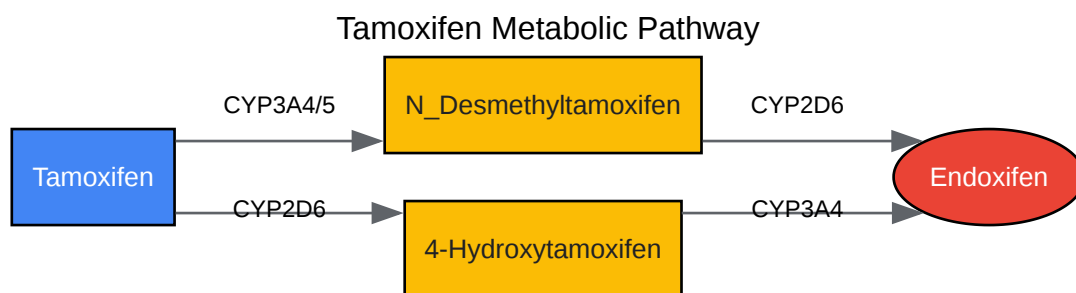 Tamoxifen Metabolic Pathway
CYP3A4/5
N_Desmethyltamoxifen
CYP2D6
Tamoxifen
Endoxifen
CYP2D6
CYP3A4
4-Hydroxytamoxifen